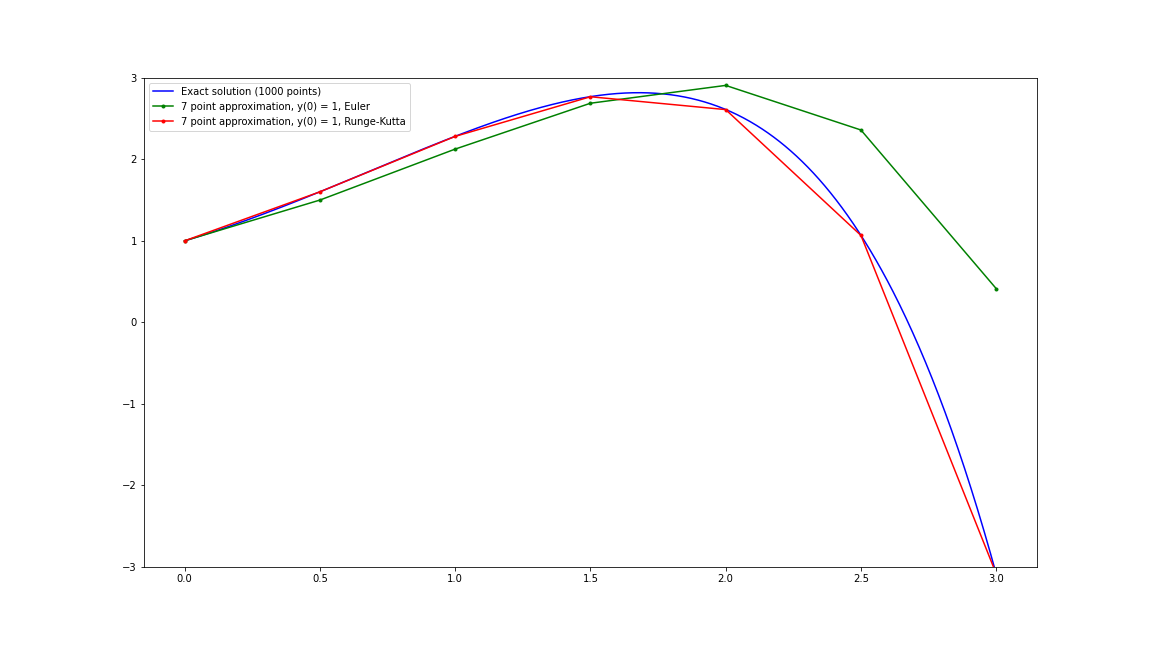 3
Exact solution (1000 points)
7 point approximation, y(0) = 1, Euler
7 point approximation, y(0) = 1, Runge-Kutta
2
1
0
−1
−2
−3
0.0 0.5 1.0 1.5 2.0 2.5 3.0